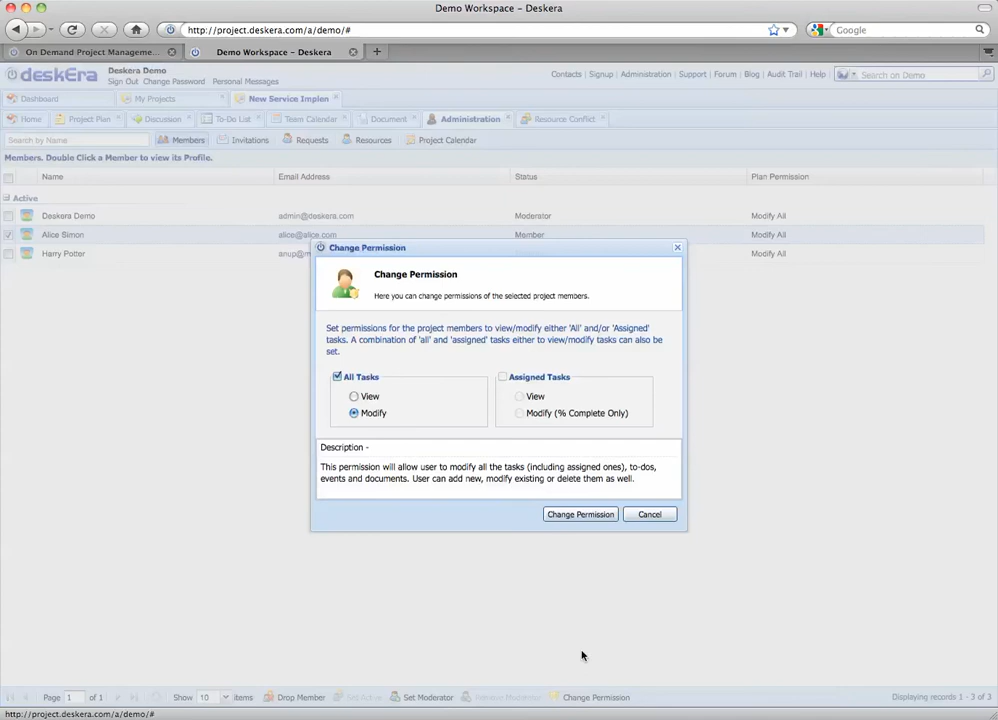 Demo Workspace – Deskera
http://project.deskera.com/a/demo/#
Google
On Demand Project Manageme...
Demo Workspace – Deskera
deskEra
Deskera Demo
Sign Out Change Password Personal Messages
Contacts | Signup | Administration | Support | Forum | Blog | Audit Trail | Help
Search on Demo
Dashboard
My Projects
New Service Implen
Home
Project Plan
Discussion
To-Do List
Team Calendar
Document
Administration
Resource Conflict
Search by Name
Members
Invitations
Requests
Resources
Project Calendar
Members. Double Click a Member to view its Profile.
Name Email Address Status Plan Permission
Active
Deskera Demo admin@deskera.com Moderator Modify All
Alice Simon alice@alice.com Member Modify All
Harry Potter anup@m Modify All
Change Permission
Change Permission
Here you can change permissions of the selected project members.
Set permissions for the project members to view/modify either 'All' and/or 'Assigned'
tasks. A combination of 'all' and 'assigned' tasks either to view/modify tasks can also be
set.
All Tasks
View
Modify
Assigned Tasks
View
Modify (% Complete Only)
Description -
This permission will allow user to modify all the tasks (including assigned ones), to-dos,
events and documents. User can add new, modify existing or delete them as well.
Change Permission Cancel
Page 1 of 1
Show 10 items
Drop Member
Set Active
Set Moderator
Remove Moderator
Change Permission
Displaying records 1 - 3 of 3
http://project.deskera.com/a/demo/#